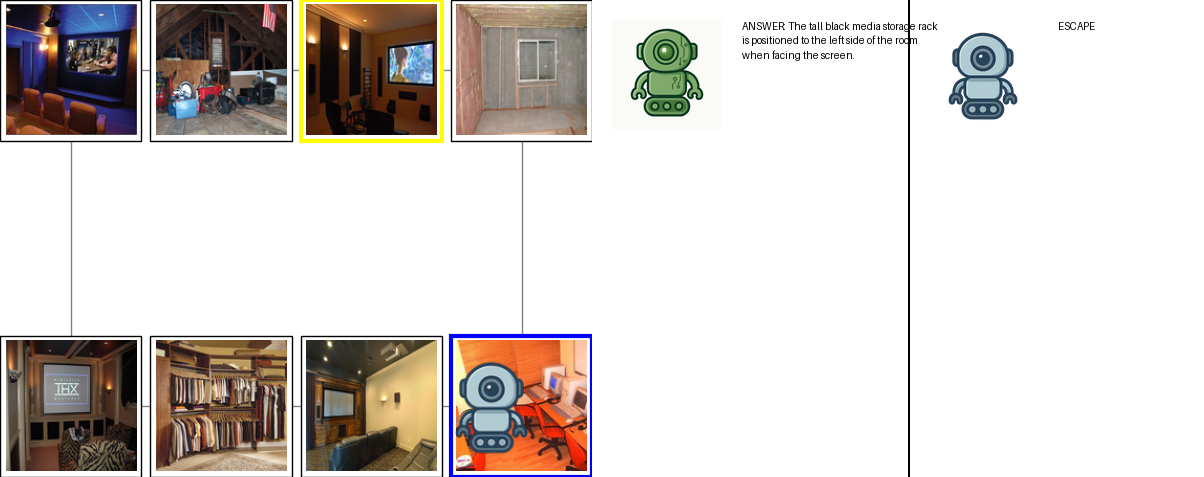 ANSWER: The tall black media storage rack
is positioned to the left side of the room
when facing the screen.
ESCAPE
THX